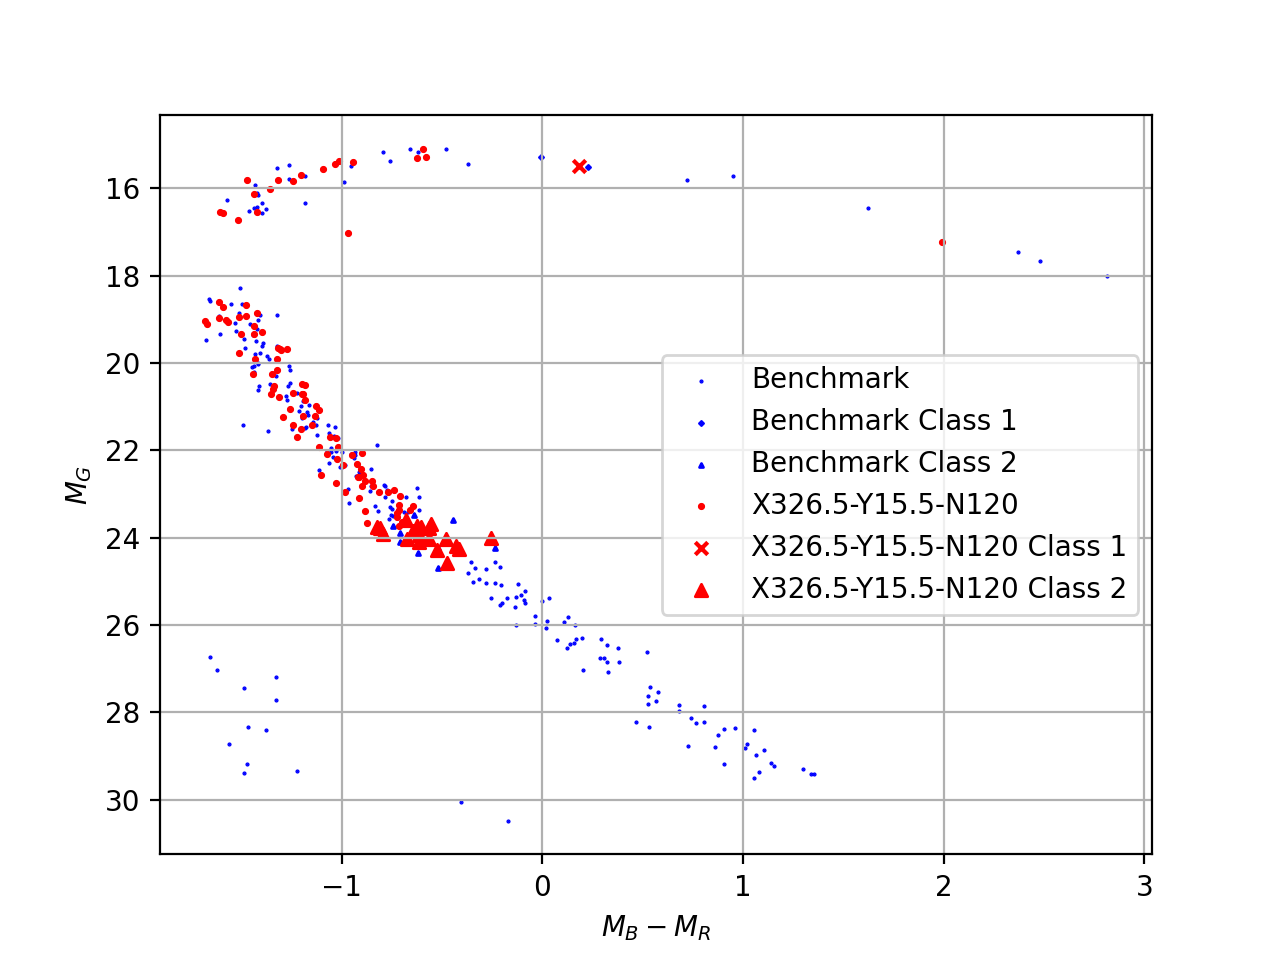 16
18
20
22
24
26
28
30
M_G
−1
0
1
2
3
M_B − M_R
Benchmark
Benchmark Class 1
Benchmark Class 2
X326.5-Y15.5-N120
X326.5-Y15.5-N120 Class 1
X326.5-Y15.5-N120 Class 2